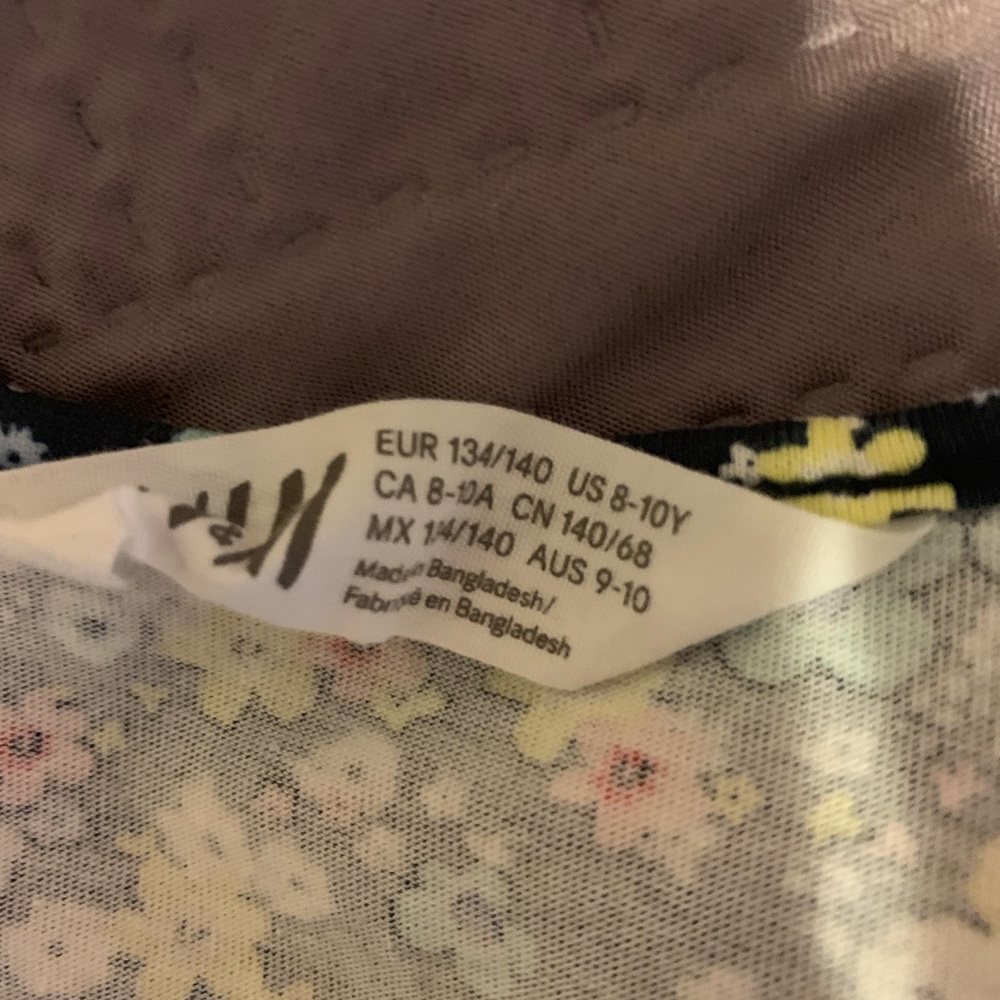 EUR 134/140 US 8-10Y
CA 8-10A CN 140/68
MX 134/140 AUS 9-10
Made in Bangladesh/
Fabriqué en Bangladesh